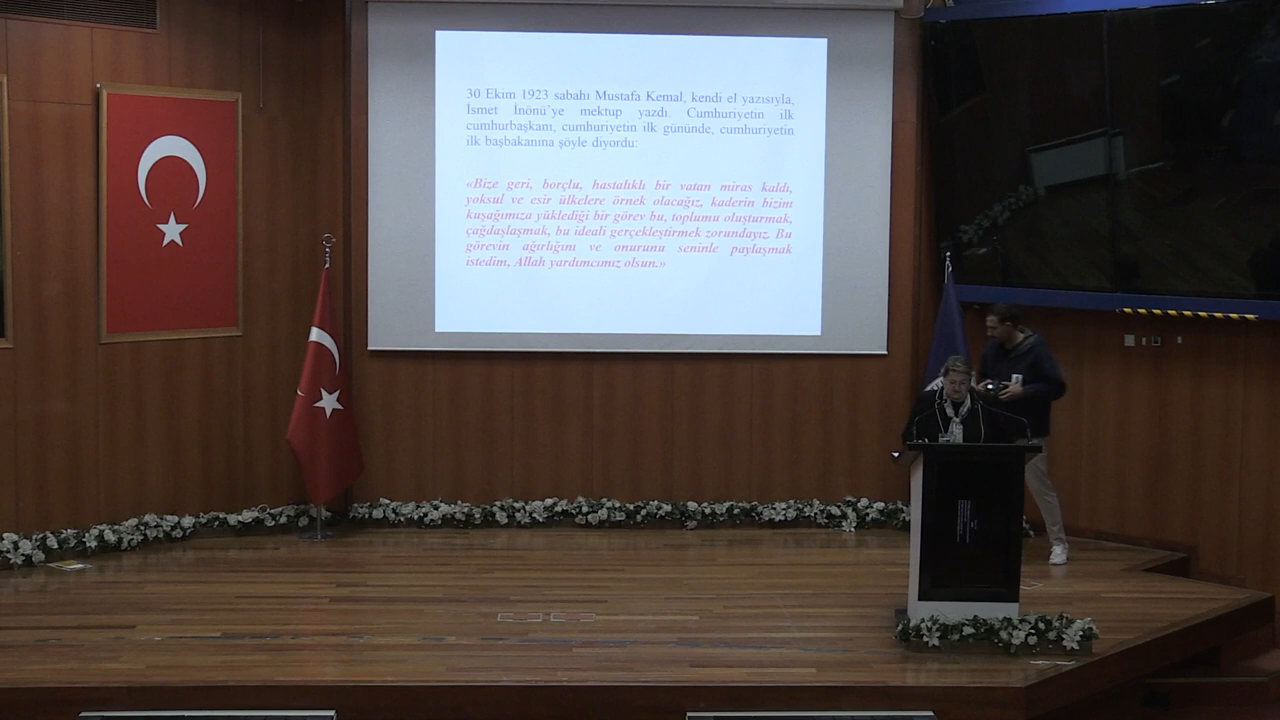 30 Ekim 1923 sabahı Mustafa Kemal, kendi el yazısıyla,
İsmet İnönü'ye mektup yazdı. Cumhuriyetin ilk
cumhurbaşkanı, cumhuriyetin ilk gününde, cumhuriyetin
ilk başbakanına şöyle diyordu:
«Bize geri, borçlu, hastalıklı bir vatan miras kaldı,
yoksul ve esir ülkelere örnek olacağız, kaderin bizim
kuşağımıza yüklediği bir görev bu, toplumu oluşturmak,
çağdaşlaşmak, bu ideali gerçekleştirmek zorundayız. Bu
görevin ağırlığını ve onurunu seninle paylaşmak
istedim, Allah yardımcımız olsun.»